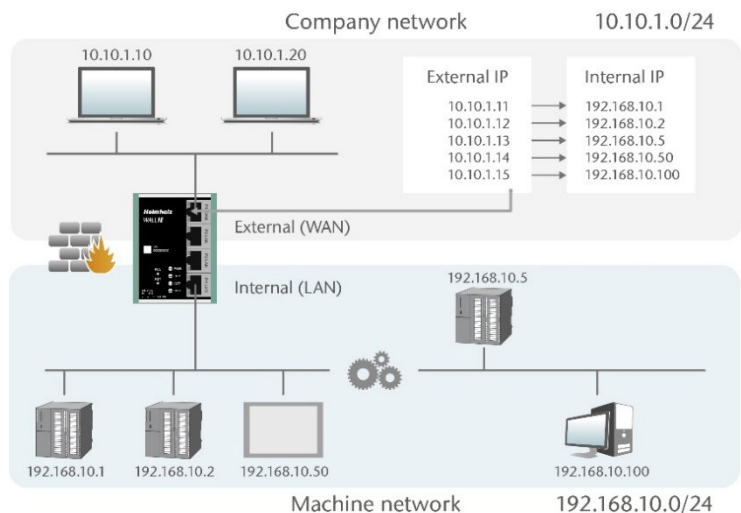 Company network 10.10.1.0/24
10.10.1.10 10.10.1.20
External IP Internal IP
10.10.1.11 192.168.10.1
10.10.1.12 192.168.10.2
10.10.1.13 192.168.10.5
10.10.1.14 192.168.10.50
10.10.1.15 192.168.10.100
Helmholz
WALL IE
External (WAN)
Internal (LAN)
192.168.10.5
192.168.10.1 192.168.10.2 192.168.10.50 192.168.10.100
Machine network 192.168.10.0/24